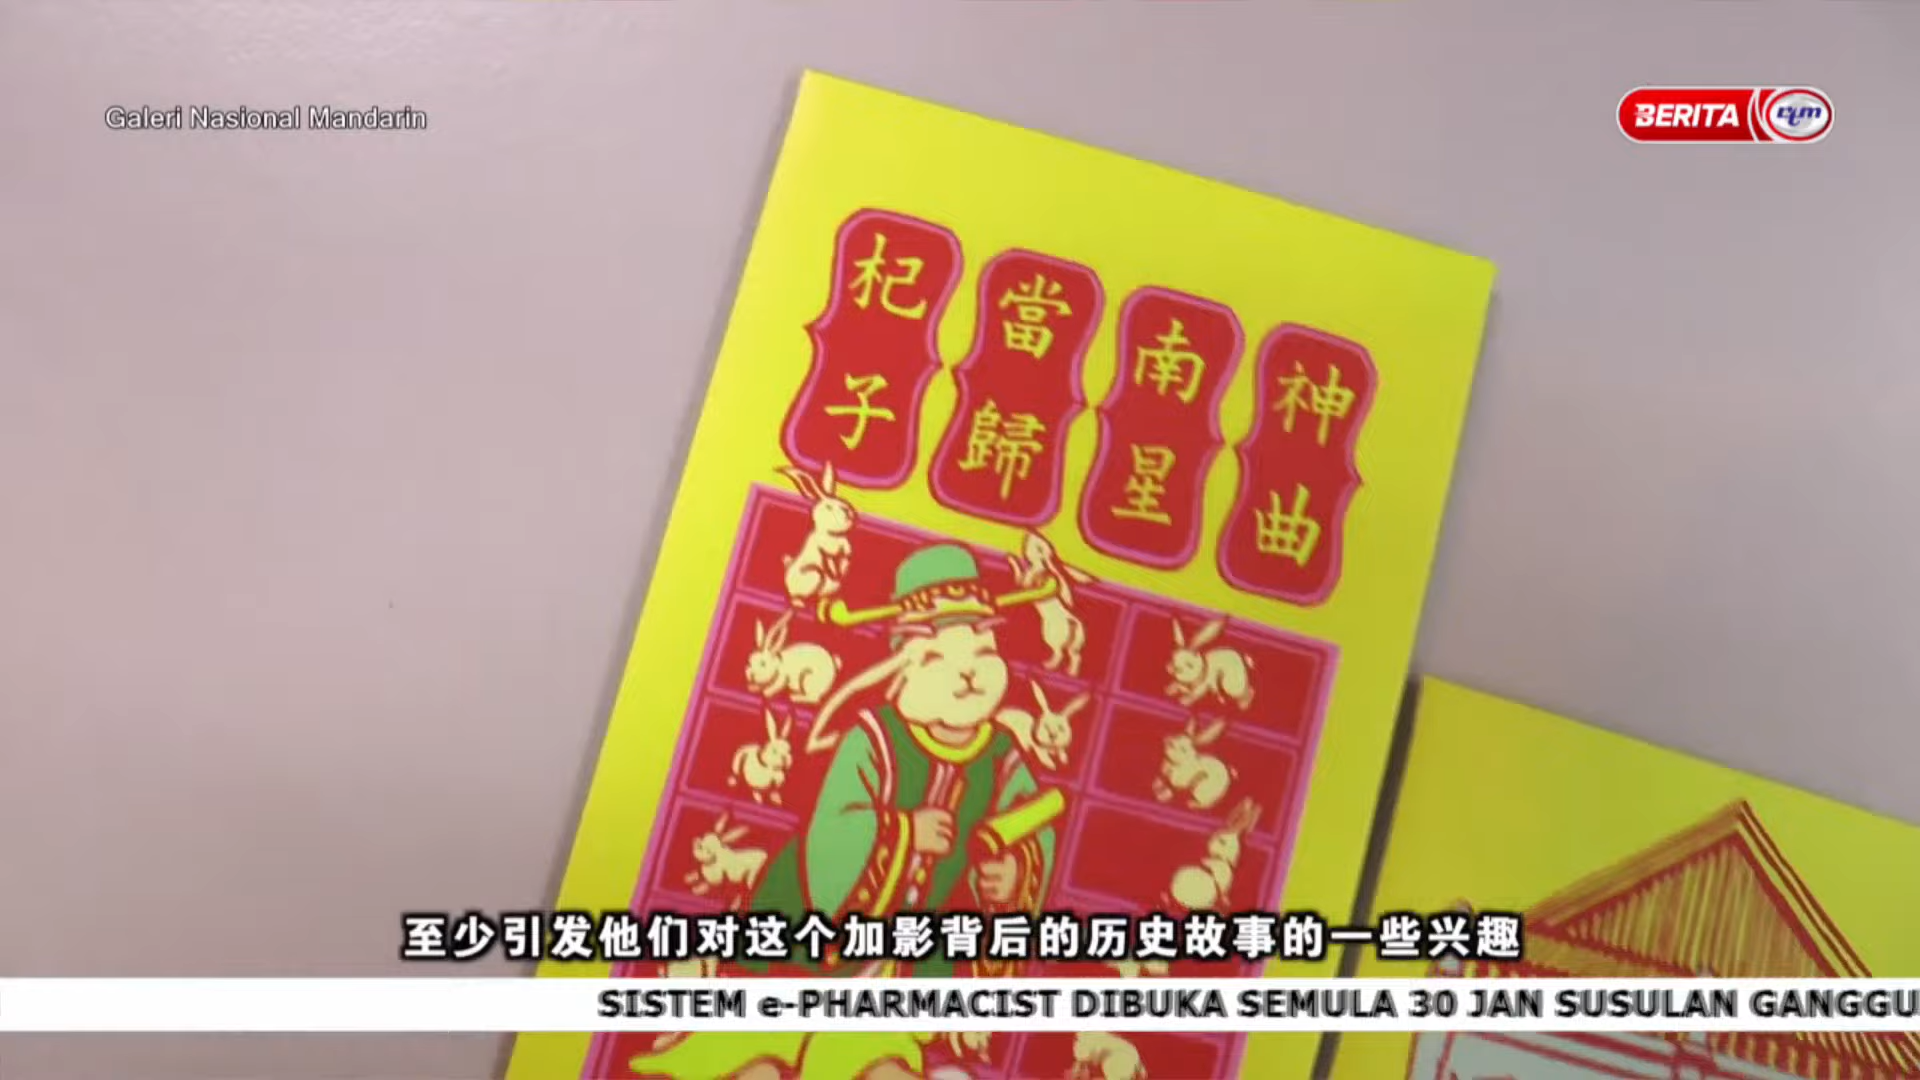 Galeri Nasional Mandarin
BERITA rtm
杞子
當歸
南星
神曲
至少引发他们对这个加影背后的历史故事的一些兴趣
SISTEM e-PHARMACIST DIBUKA SEMULA 30 JAN SUSULAN GANGGU